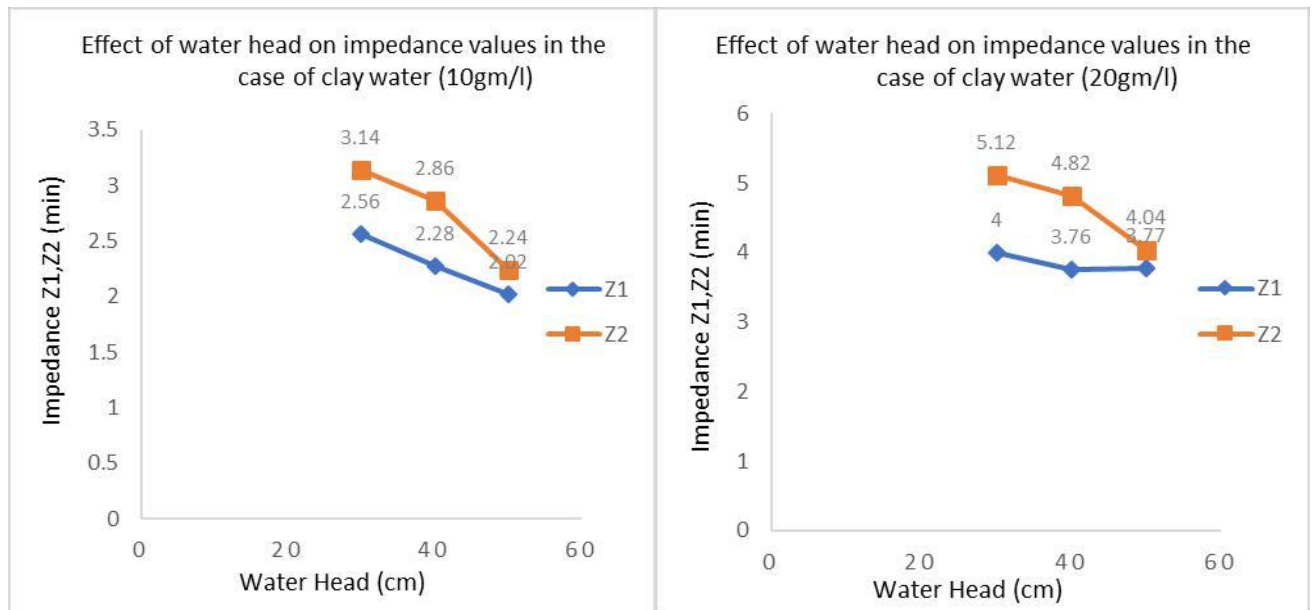 Effect of water head on impedance values in the
case of clay water (10gm/l)
3.5
3
2.5
2
1.5
1
0.5
0
Impedance Z1,Z2 (min)
3.14
2.86
2.56
2.28
2.24
2.02
Z1
Z2
0
20
40
60
Water Head (cm)
Effect of water head on impedance values in the
case of clay water (20gm/l)
6
5
4
3
2
1
0
Impedance Z1,Z2 (min)
5.12
4.82
4
3.76
4.04
3.77
Z1
Z2
0
20
40
60
Water Head (cm)